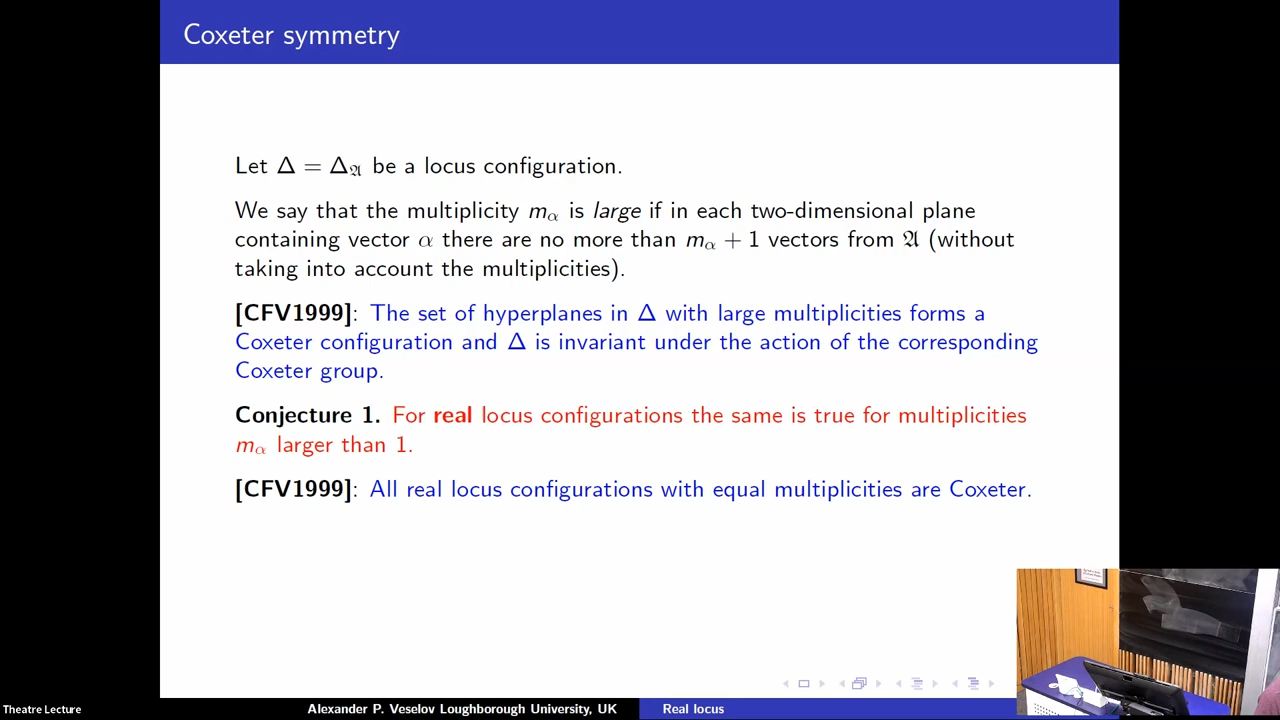 Coxeter symmetry
Let Δ = Δ_𝔄 be a locus configuration.
We say that the multiplicity m_α is large if in each two-dimensional plane
containing vector α there are no more than m_α + 1 vectors from 𝔄 (without
taking into account the multiplicities).
[CFV1999]: The set of hyperplanes in Δ with large multiplicities forms a
Coxeter configuration and Δ is invariant under the action of the corresponding
Coxeter group.
Conjecture 1. For real locus configurations the same is true for multiplicities
m_α larger than 1.
[CFV1999]: All real locus configurations with equal multiplicities are Coxeter.
Theatre Lecture
Alexander P. Veselov Loughborough University, UK
Real locus